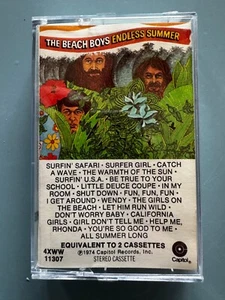 THE BEACH BOYS ENDLESS SUMMER
SURFIN' SAFARI · SURFER GIRL · CATCH
A WAVE · THE WARMTH OF THE SUN ·
SURFIN' U.S.A. · BE TRUE TO YOUR
SCHOOL · LITTLE DEUCE COUPE · IN MY
ROOM · SHUT DOWN · FUN, FUN, FUN ·
I GET AROUND · WENDY · THE GIRLS ON
THE BEACH · LET HIM RUN WILD ·
DON'T WORRY BABY · CALIFORNIA
GIRLS · GIRL DON'T TELL ME · HELP ME,
RHONDA · YOU'RE SO GOOD TO ME ·
ALL SUMMER LONG
EQUIVALENT TO 2 CASSETTES
4XWW
11307
℗1974 Capitol Records, Inc.
STEREO CASSETTE
Capitol